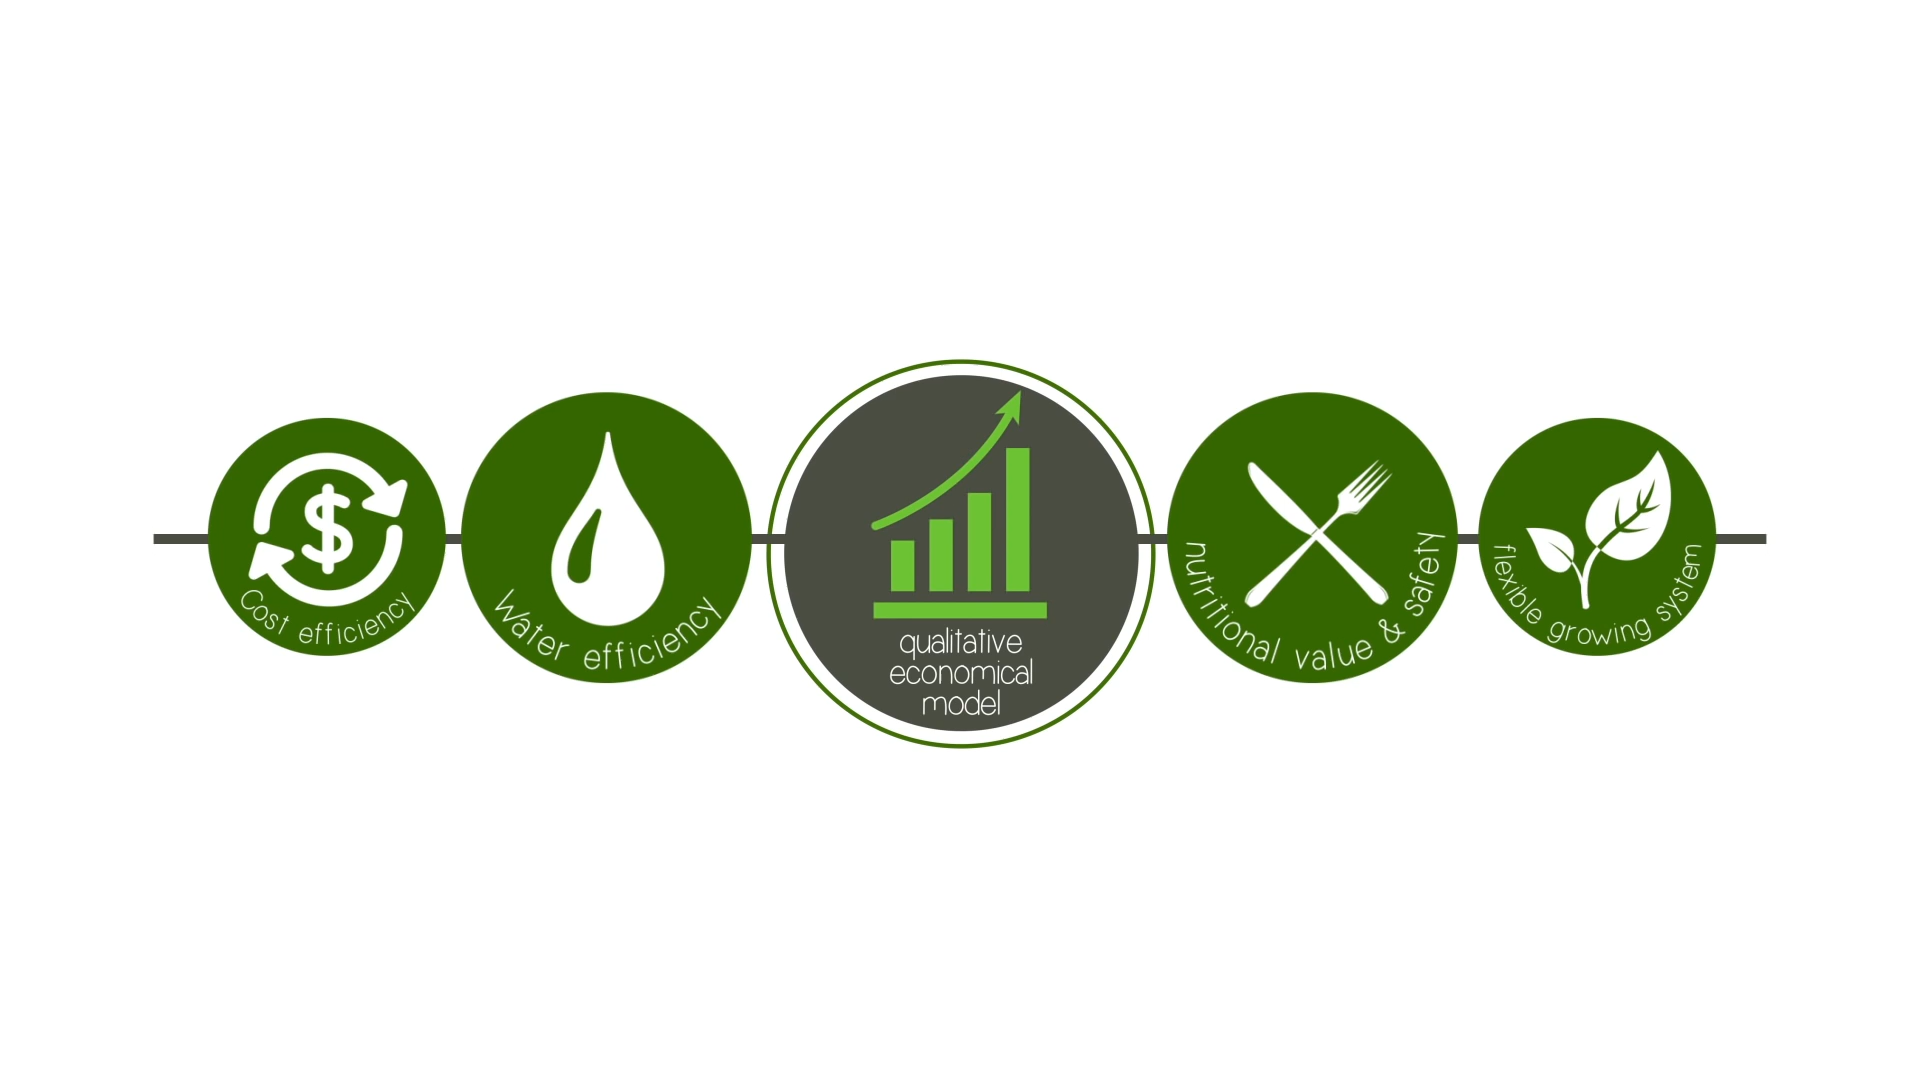 Cost efficiency
Water efficiency
qualitative
economical
model
nutritional value & safety
flexible growing system